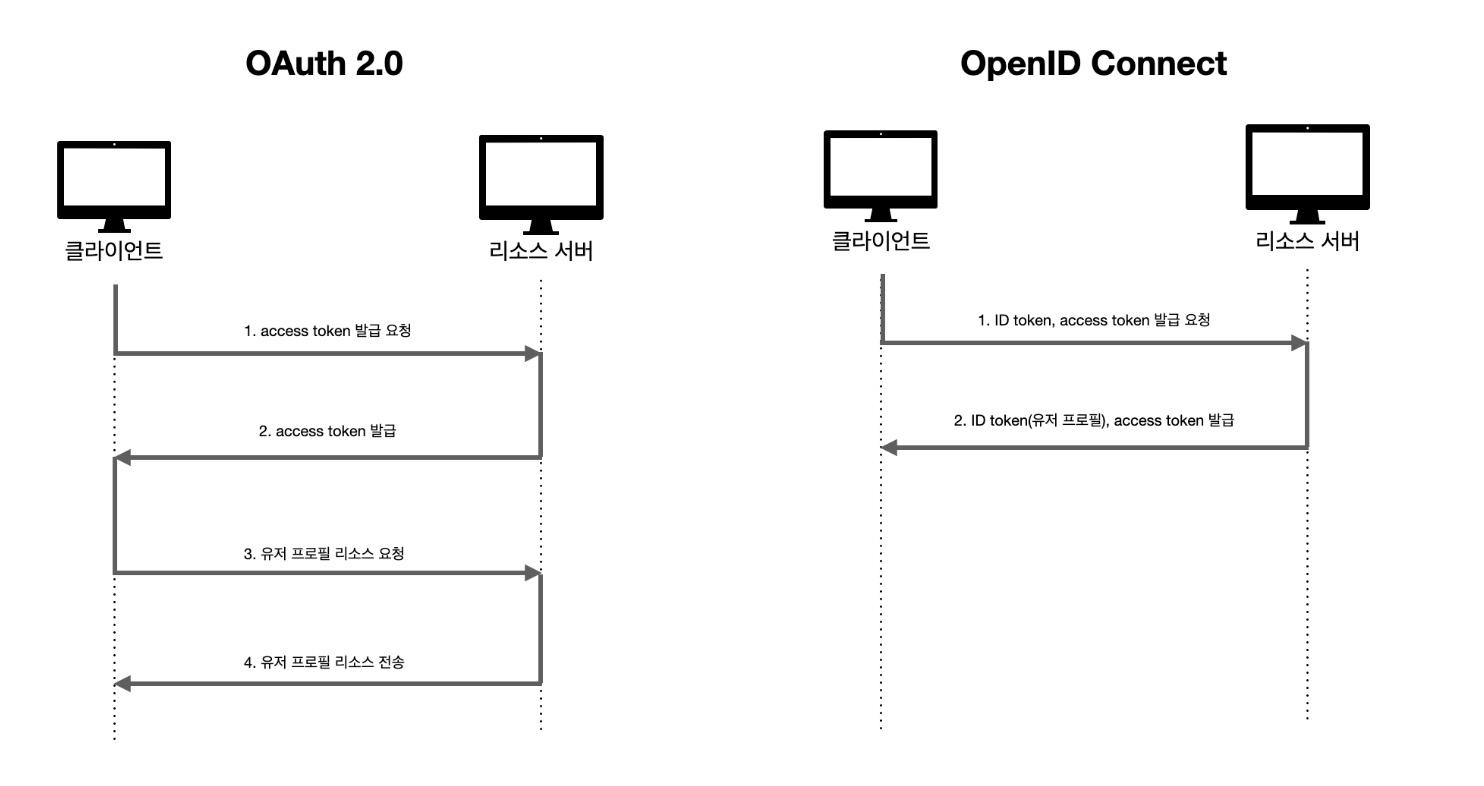 OAuth 2.0
클라이언트
리소스 서버
1. access token 발급 요청
2. access token 발급
3. 유저 프로필 리소스 요청
4. 유저 프로필 리소스 전송
OpenID Connect
클라이언트
리소스 서버
1. ID token, access token 발급 요청
2. ID token(유저 프로필), access token 발급